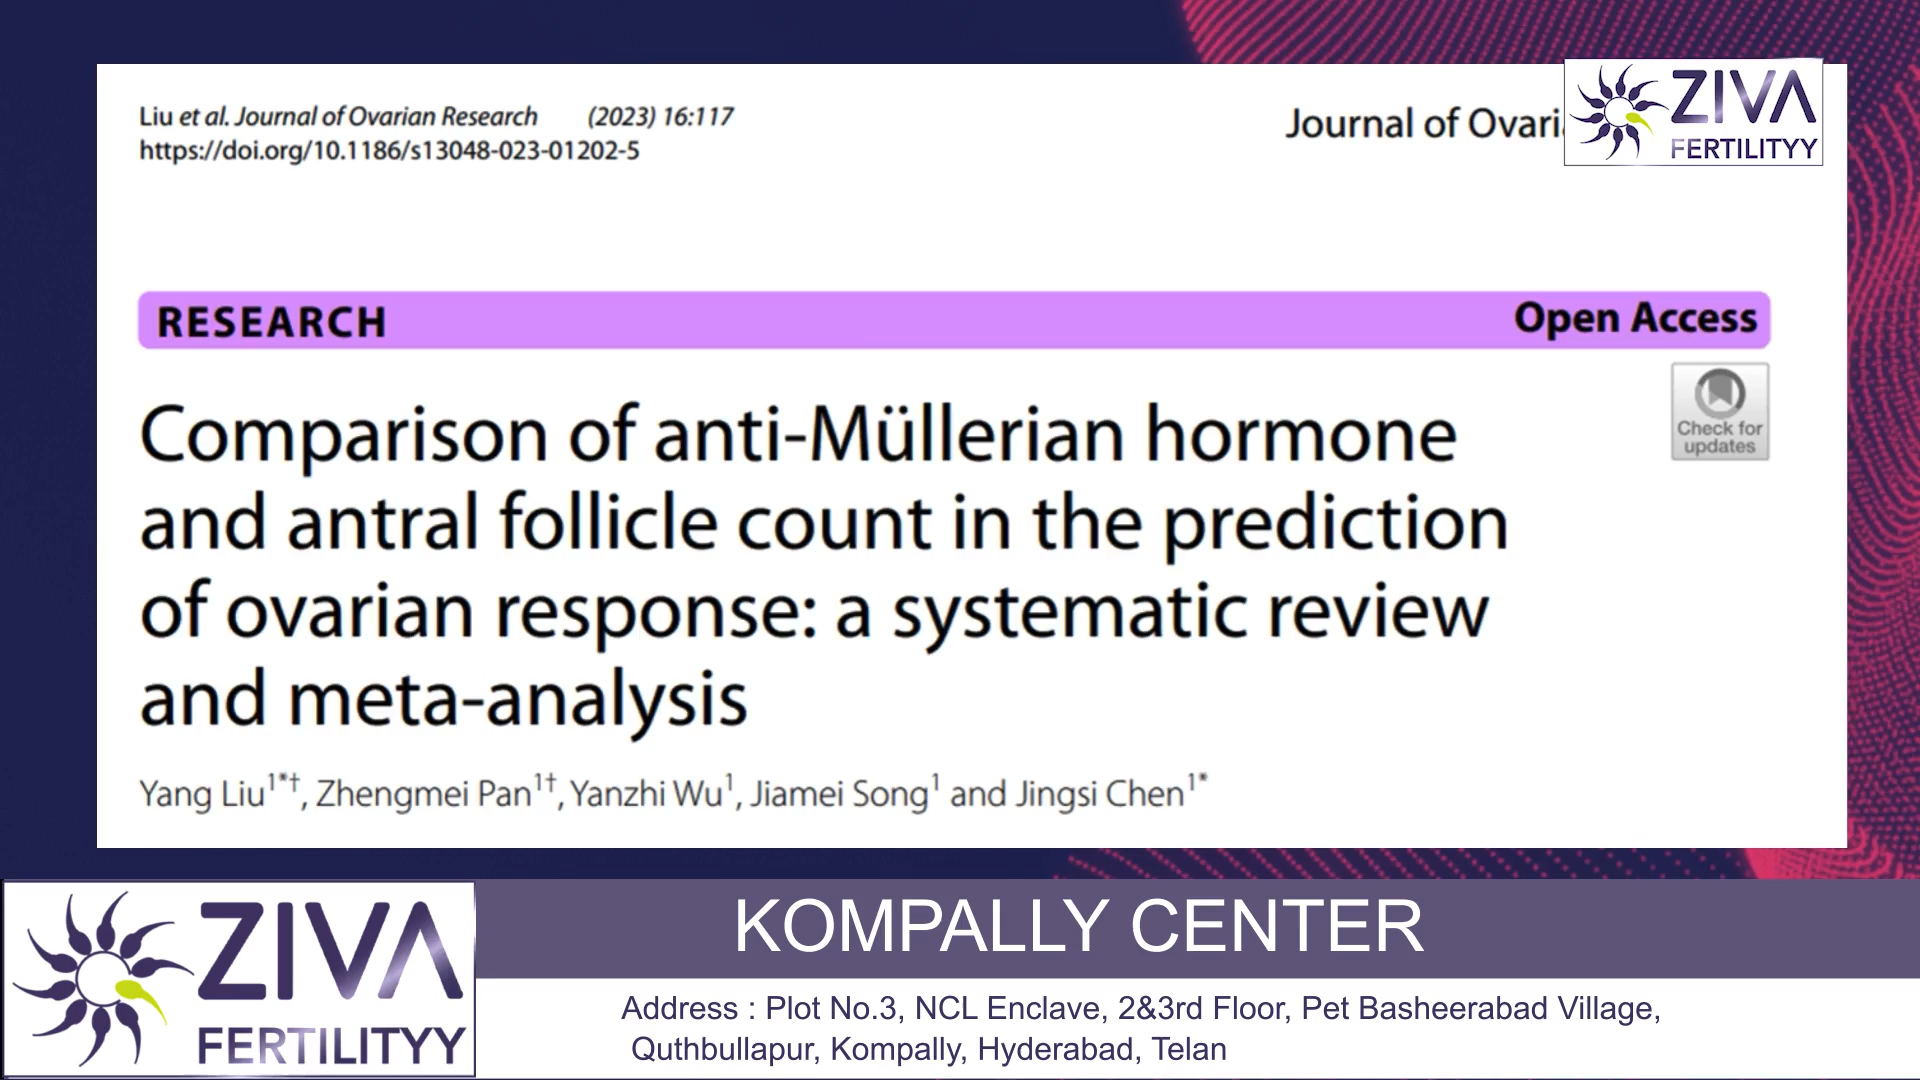 Liu et al. Journal of Ovarian Research (2023) 16:117
https://doi.org/10.1186/s13048-023-01202-5
Journal of Ovari
ZIVA
FERTILITYY
RESEARCH
Open Access
Comparison of anti-Müllerian hormone
and antral follicle count in the prediction
of ovarian response: a systematic review
and meta-analysis
Check for
updates
Yang Liu1*†, Zhengmei Pan1†, Yanzhi Wu1, Jiamei Song1 and Jingsi Chen1*
ZIVA
FERTILITYY
KOMPALLY CENTER
Address : Plot No.3, NCL Enclave, 2&3rd Floor, Pet Basheerabad Village,
Quthbullapur, Kompally, Hyderabad, Telan